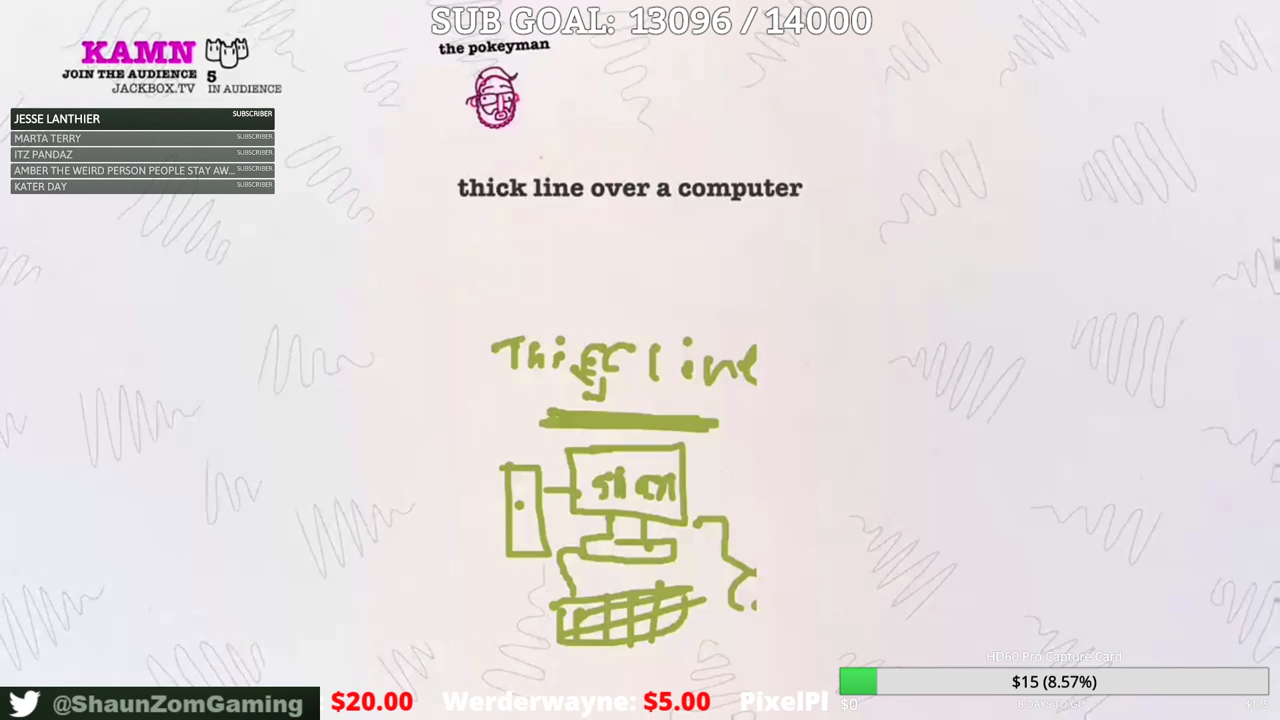 SUB GOAL: 13096 / 14000
the pokeyman
KAMN
JOIN THE AUDIENCE
JACKBOX.TV
5
IN AUDIENCE
JESSE LANTHIER SUBSCRIBER
MARTA TERRY SUBSCRIBER
ITZ PANDAZ SUBSCRIBER
AMBER THE WEIRD PERSON PEOPLE STAY AW... SUBSCRIBER
KATER DAY SUBSCRIBER
thick line over a computer
line
HD60 Pro Capture Card
$15 (8.57%)
$0
$175
@ShaunZomGaming
$20.00 Werderwayne: $5.00 PixelPl